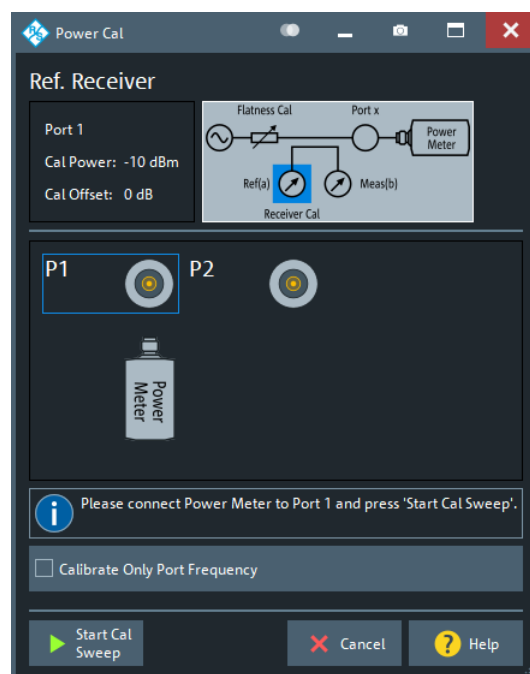 Power Cal
Ref. Receiver
Port 1
Cal Power: -10 dBm
Cal Offset: 0 dB
Flatness Cal
Port x
Power
Meter
Ref(a)
Meas(b)
Receiver Cal
P1
P2
Power
Meter
Please connect Power Meter to Port 1 and press 'Start Cal Sweep'.
Calibrate Only Port Frequency
Start Cal
Sweep
Cancel
Help